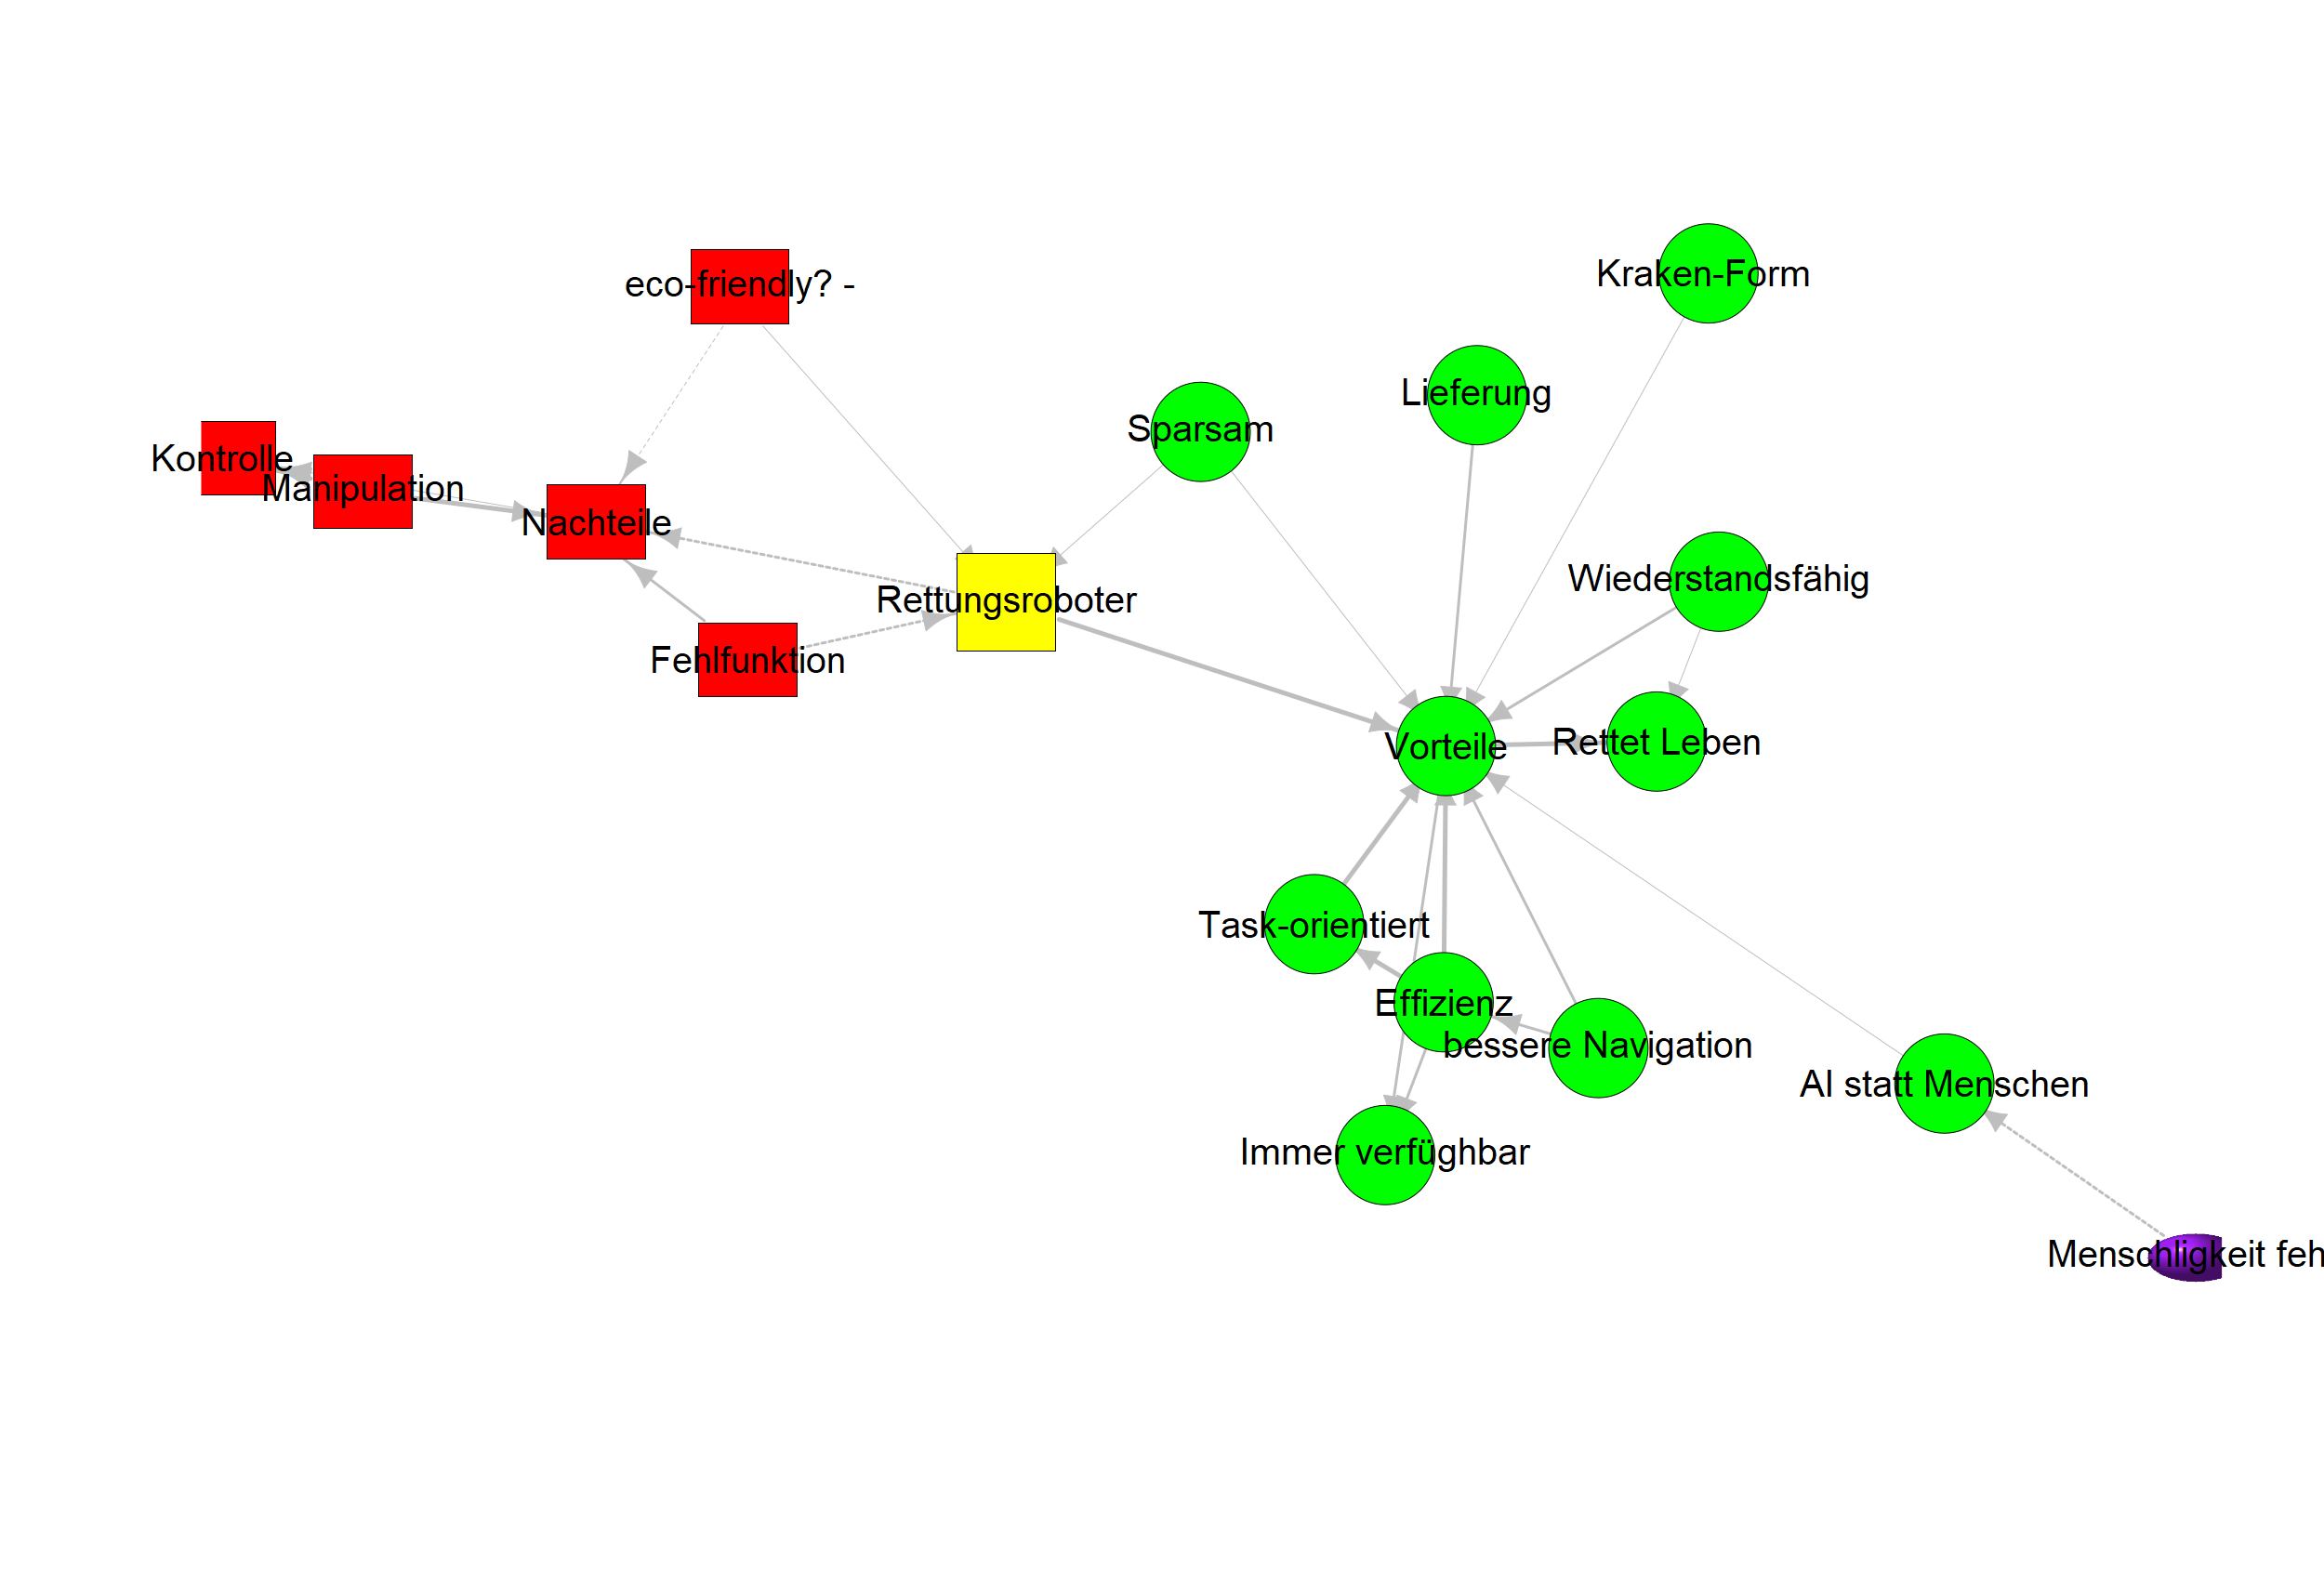 Kraken-Form
eco-friendly? -
Lieferung
Sparsam
Kontrolle
Manipulation
Nachteile
Wiederstandsfähig
Rettungsroboter
Fehlfunktion
Rettet Leben
Vorteile
Task-orientiert
Effizienz
bessere Navigation
AI statt Menschen
Immer verfüghbar
Menschligkeit feh